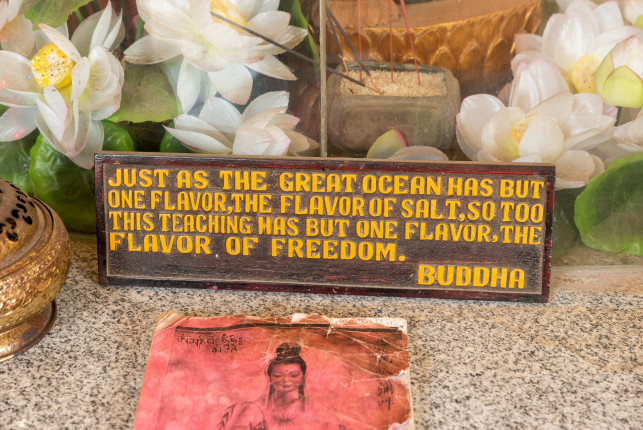 JUST AS THE GREAT OCEAN HAS BUT
ONE FLAVOR,THE FLAVOR OF SALT,SO TOO
THIS TEACHING HAS BUT ONE FLAVOR,THE
FLAVOR OF FREEDOM.
BUDDHA